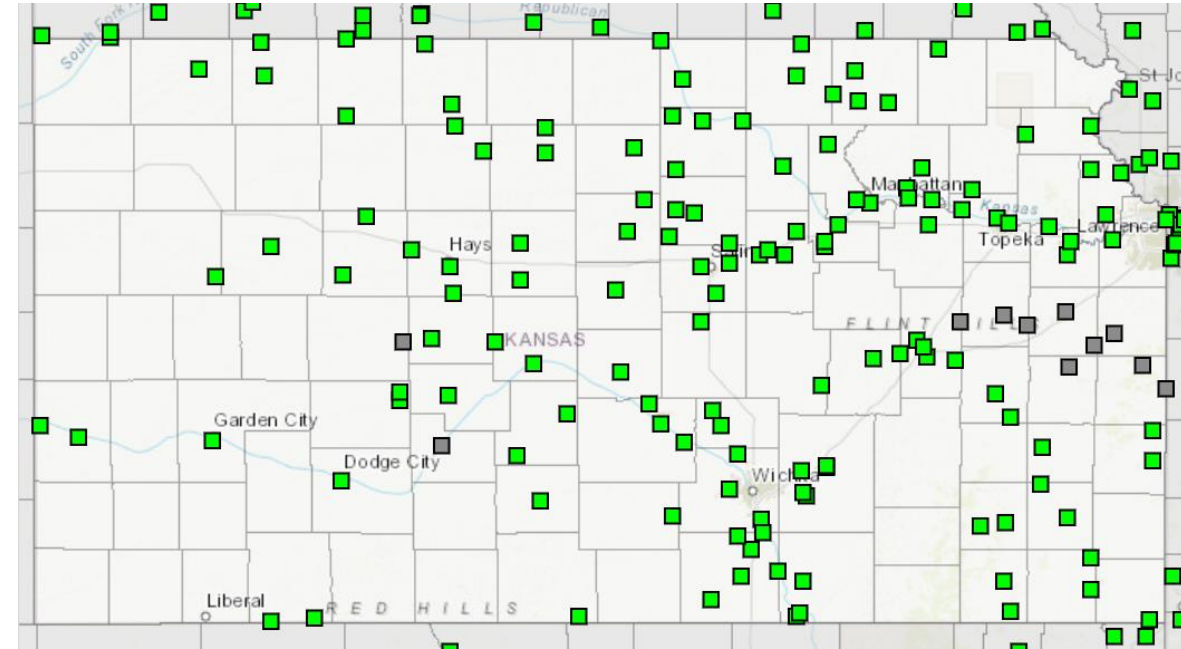 Republican
South Fork
St Jo
Manhattan
Kansas
Lawrence
Topeka
Hays
Salin
FLINT HILLS
KANSAS
Garden City
Dodge City
Wichita
Liberal
RED HILLS